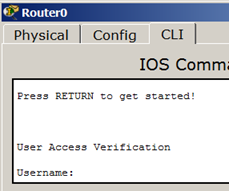 Router0
Physical Config CLI
IOS Comma
Press RETURN to get started!
User Access Verification
Username: